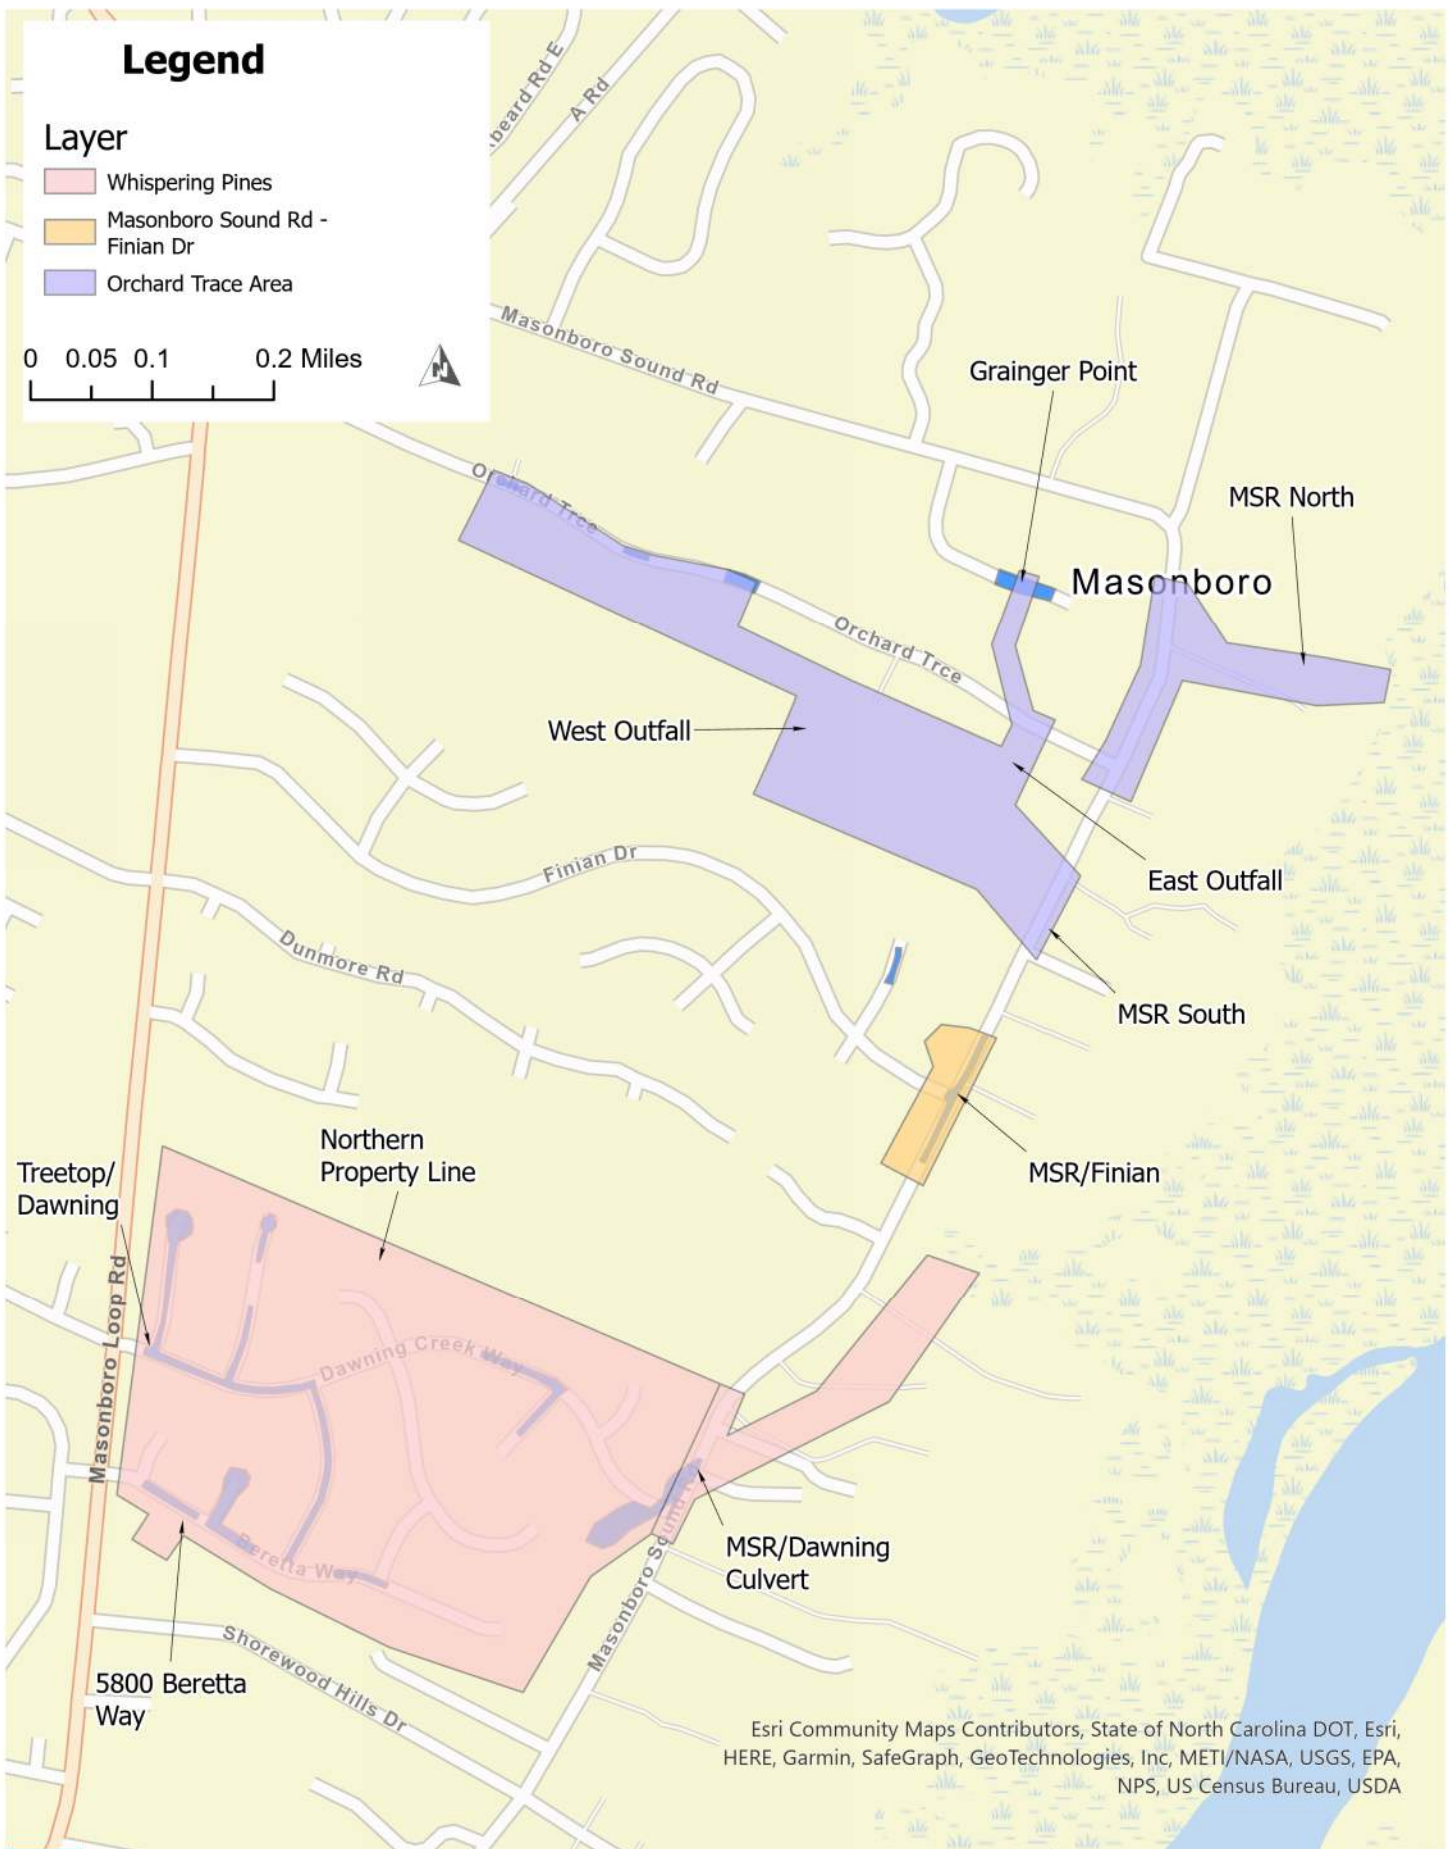 Legend
Layer
Whispering Pines
Masonboro Sound Rd -
Finian Dr
Orchard Trace Area
0 0.05 0.1 0.2 Miles
N
beard Rd E
A Rd
Masonboro Sound Rd
Grainger Point
Orchard Trce
MSR North
Masonboro
Orchard Trce
West Outfall
Finian Dr
East Outfall
Dunmore Rd
MSR South
Northern
Property Line
Treetop/
Dawning
MSR/Finian
Masonboro Loop Rd
Dawning Creek Way
Beretta Way
MSR/Dawning
Culvert
Masonboro Sound Rd
Shorewood Hills Dr
5800 Beretta
Way
Esri Community Maps Contributors, State of North Carolina DOT, Esri,
HERE, Garmin, SafeGraph, GeoTechnologies, Inc, METI/NASA, USGS, EPA,
NPS, US Census Bureau, USDA